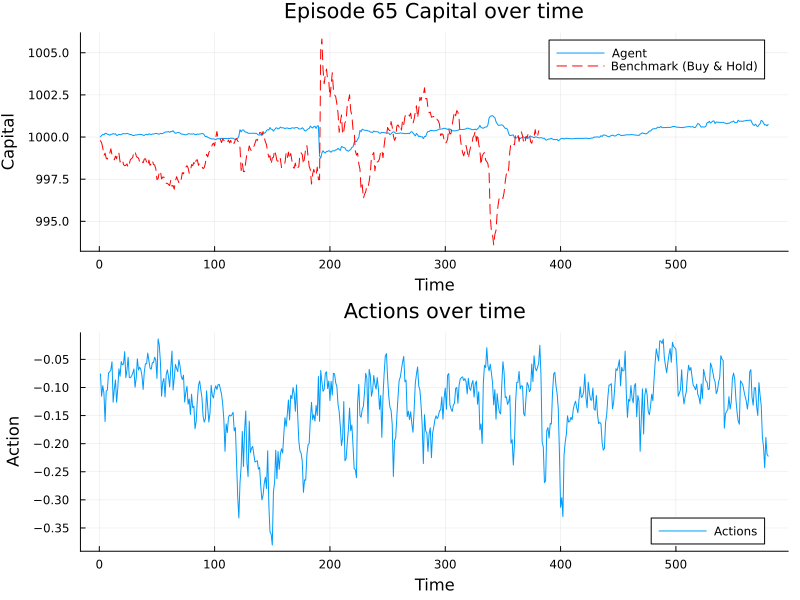 Episode 65 Capital over time
Capital
1005.0
1002.5
1000.0
997.5
995.0
Agent
Benchmark (Buy & Hold)
0
100
200
300
400
500
Time
Actions over time
Action
−0.05
−0.10
−0.15
−0.20
−0.25
−0.30
−0.35
Actions
0
100
200
300
400
500
Time